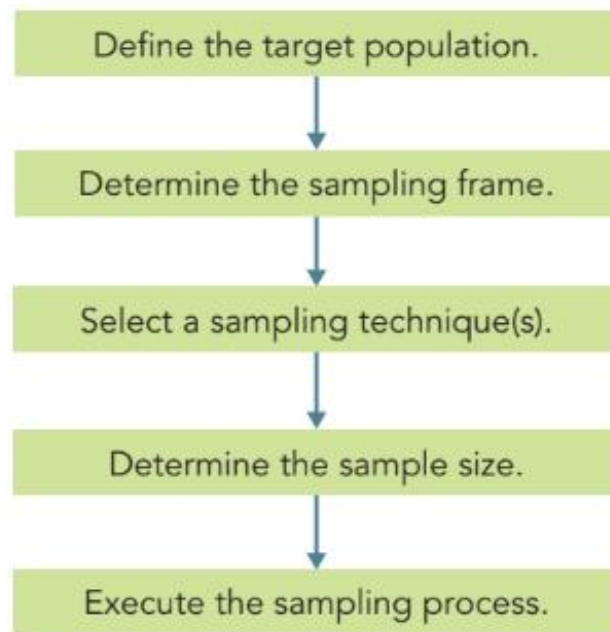 Define the target population.
Determine the sampling frame.
Select a sampling technique(s).
Determine the sample size.
Execute the sampling process.